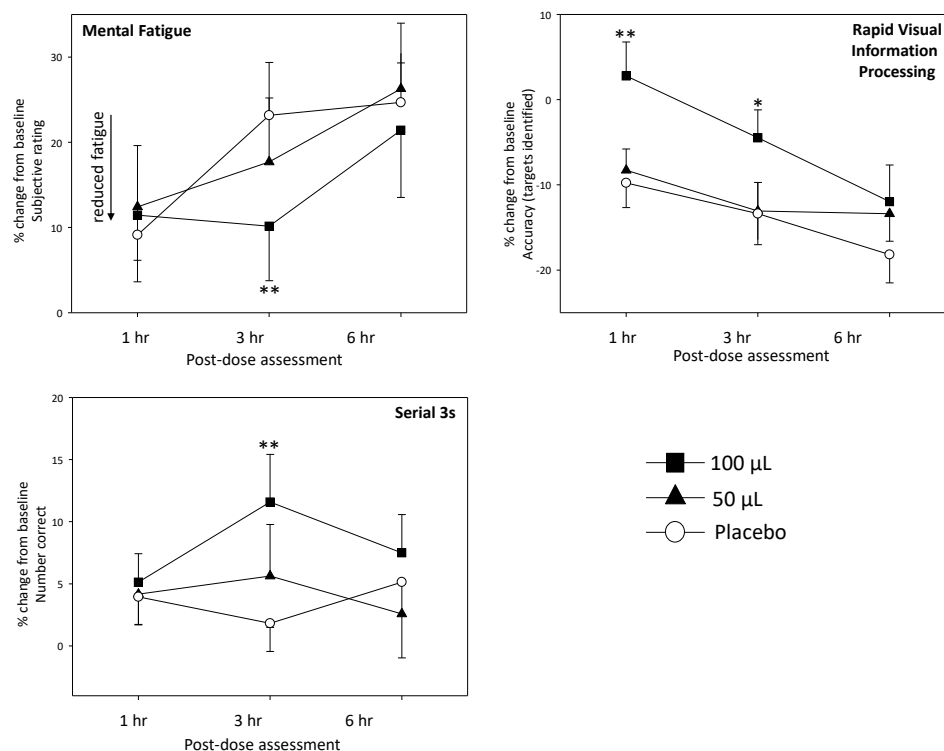 Mental Fatigue
% change from baseline
Subjective rating
reduced fatigue
30
20
10
0
**
1 hr
3 hr
6 hr
Post-dose assessment
Rapid Visual
Information
Processing
% change from baseline
Accuracy (targets identified)
**
*
10
0
-10
-20
1 hr
3 hr
6 hr
Post-dose assessment
Serial 3s
% change from baseline
Number correct
**
20
15
10
5
0
1 hr
3 hr
6 hr
Post-dose assessment
100 µL
50 µL
Placebo